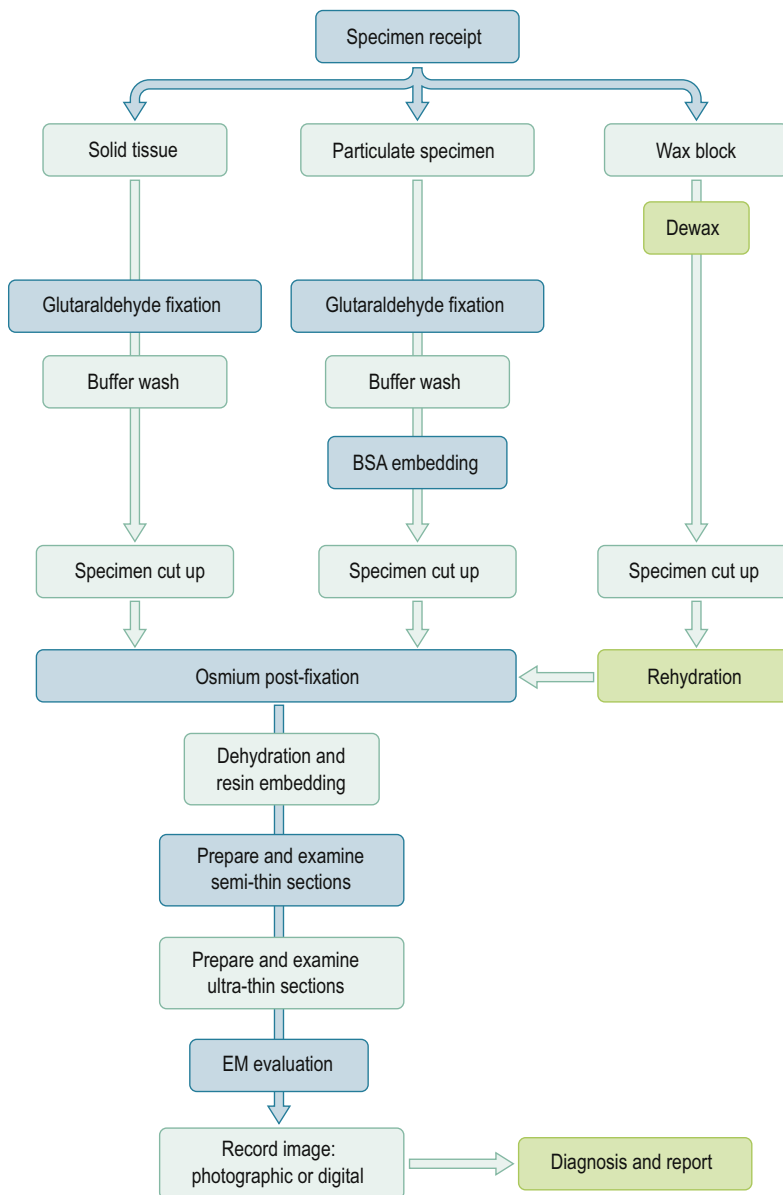 Specimen receipt
Solid tissue
Particulate specimen
Wax block
Dewax
Glutaraldehyde fixation
Glutaraldehyde fixation
Buffer wash
Buffer wash
BSA embedding
Specimen cut up
Specimen cut up
Specimen cut up
Osmium post-fixation
Rehydration
Dehydration and
resin embedding
Prepare and examine
semi-thin sections
Prepare and examine
ultra-thin sections
EM evaluation
Record image:
photographic or digital
Diagnosis and report